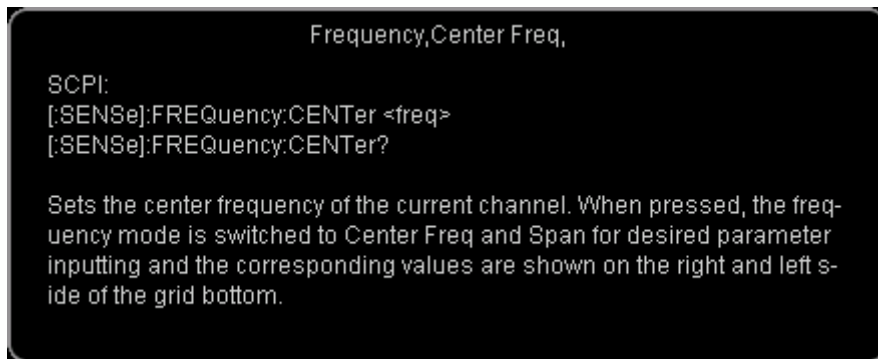 Frequency,Center Freq,
SCPI:
[:SENSe]:FREQuency:CENTer <freq>
[:SENSe]:FREQuency:CENTer?
Sets the center frequency of the current channel. When pressed, the freq-
uency mode is switched to Center Freq and Span for desired parameter
inputting and the corresponding values are shown on the right and left s-
ide of the grid bottom.